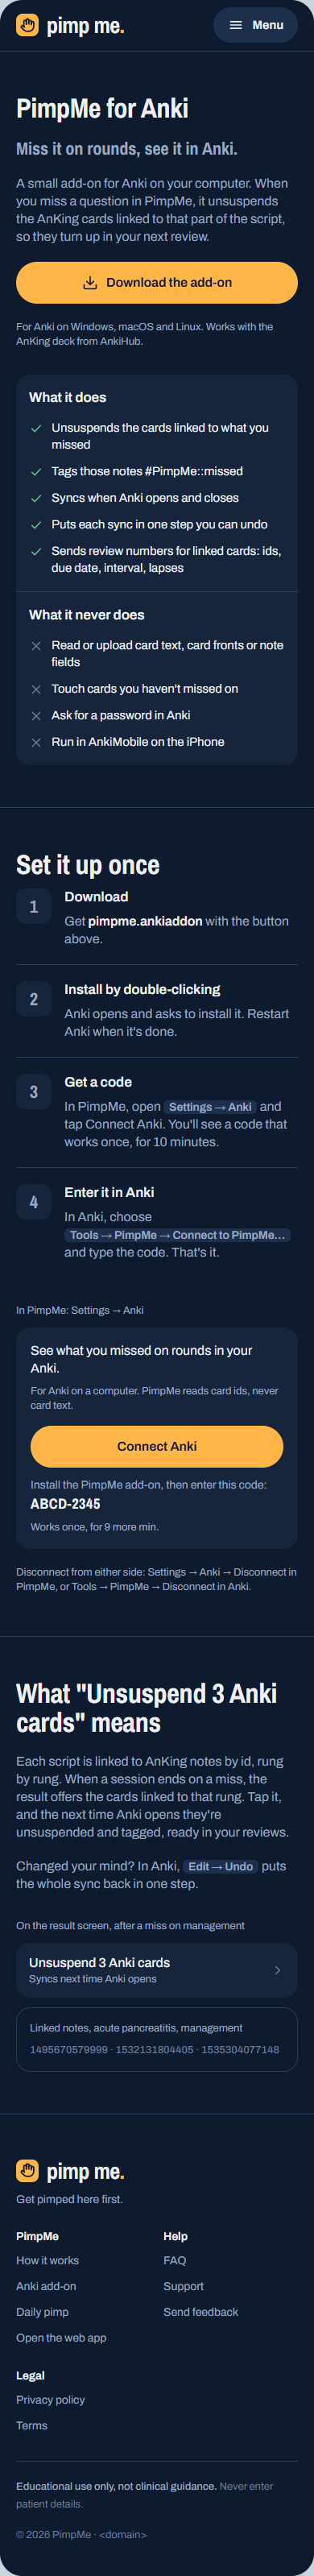 pimp me.
Menu
PimpMe for Anki
Miss it on rounds, see it in Anki.
A small add-on for Anki on your computer. When
you miss a question in PimpMe, it unsuspends
the AnKing cards linked to that part of the script,
so they turn up in your next review.
Download the add-on
For Anki on Windows, macOS and Linux. Works with the
AnKing deck from AnkiHub.
What it does
Unsuspends the cards linked to what you
missed
Tags those notes #PimpMe::missed
Syncs when Anki opens and closes
Puts each sync in one step you can undo
Sends review numbers for linked cards: ids,
due date, interval, lapses
What it never does
Read or upload card text, card fronts or note
fields
Touch cards you haven't missed on
Ask for a password in Anki
Run in AnkiMobile on the iPhone
Set it up once
1
Download
Get pimpme.ankiaddon with the button
above.
2
Install by double-clicking
Anki opens and asks to install it. Restart
Anki when it's done.
3
Get a code
In PimpMe, open Settings → Anki and
tap Connect Anki. You'll see a code that
works once, for 10 minutes.
4
Enter it in Anki
In Anki, choose
Tools → PimpMe → Connect to PimpMe...
and type the code. That's it.
In PimpMe: Settings → Anki
See what you missed on rounds in your
Anki.
For Anki on a computer. PimpMe reads card ids, never
card text.
Connect Anki
Install the PimpMe add-on, then enter this code:
ABCD-2345
Works once, for 9 more min.
Disconnect from either side: Settings → Anki → Disconnect in
PimpMe, or Tools → PimpMe → Disconnect in Anki.
What "Unsuspend 3 Anki
cards" means
Each script is linked to AnKing notes by id, rung
by rung. When a session ends on a miss, the
result offers the cards linked to that rung. Tap it,
and the next time Anki opens they're
unsuspended and tagged, ready in your reviews.
Changed your mind? In Anki, Edit → Undo puts
the whole sync back in one step.
On the result screen, after a miss on management
Unsuspend 3 Anki cards
Syncs next time Anki opens
Linked notes, acute pancreatitis, management
1495670579999 · 1532131804405 · 1535304077148
pimp me.
Get pimped here first.
PimpMe
How it works
Anki add-on
Daily pimp
Open the web app
Help
FAQ
Support
Send feedback
Legal
Privacy policy
Terms
Educational use only, not clinical guidance. Never enter
patient details.
© 2026 PimpMe · <domain>